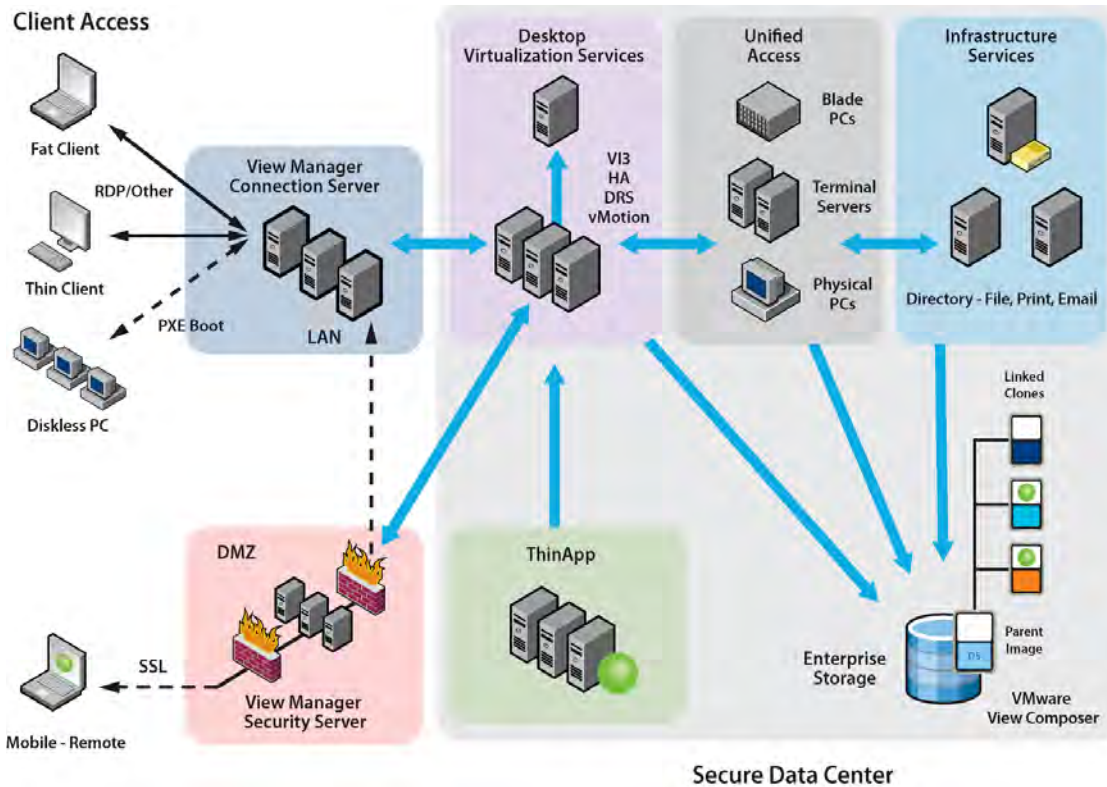 Client Access
Fat Client
RDP/Other
Thin Client
PXE Boot
Diskless PC
View Manager
Connection Server
LAN
Desktop
Virtualization Services
VI3
HA
DRS
vMotion
Unified
Access
Blade
PCs
Terminal
Servers
Physical
PCs
Infrastructure
Services
Directory - File, Print, Email
Linked
Clones
DMZ
View Manager
Security Server
SSL
Mobile - Remote
ThinApp
Enterprise
Storage
OS
Parent
Image
VMware
View Composer
Secure Data Center